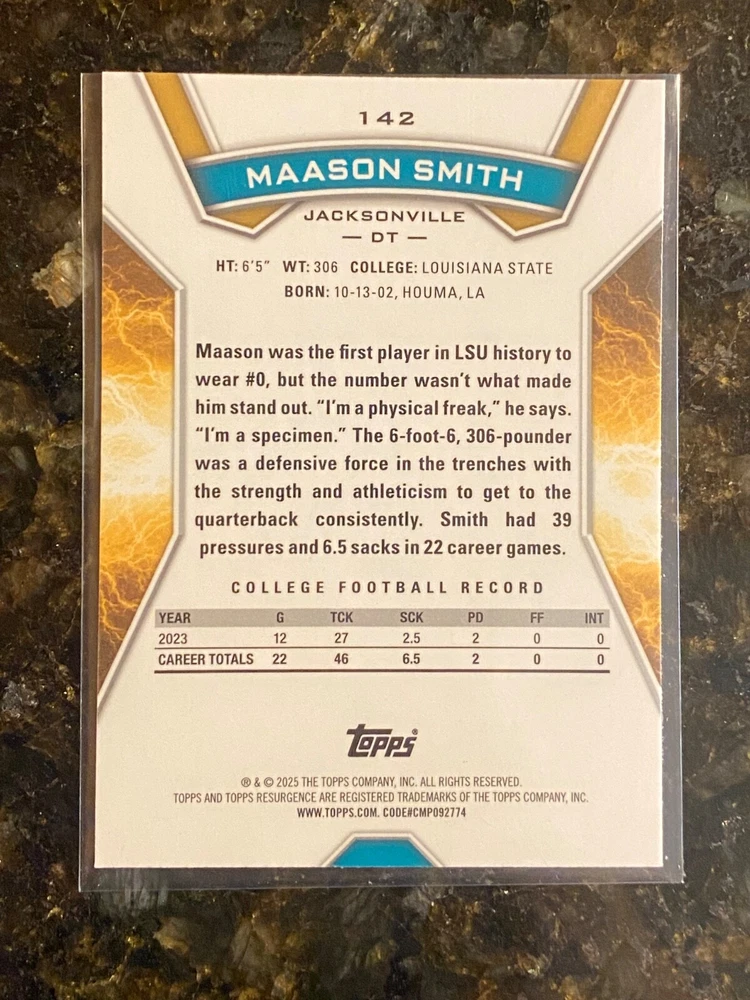 142
MAASON SMITH
JACKSONVILLE
— DT —
HT: 6'5" WT: 306 COLLEGE: LOUISIANA STATE
BORN: 10-13-02, HOUMA, LA
Maason was the first player in LSU history to
wear #0, but the number wasn't what made
him stand out. "I'm a physical freak," he says.
"I'm a specimen." The 6-foot-6, 306-pounder
was a defensive force in the trenches with
the strength and athleticism to get to the
quarterback consistently. Smith had 39
pressures and 6.5 sacks in 22 career games.
COLLEGE FOOTBALL RECORD
YEAR G TCK SCK PD FF INT
2023 12 27 2.5 2 0 0
CAREER TOTALS 22 46 6.5 2 0 0
Topps®
® & © 2025 THE TOPPS COMPANY, INC. ALL RIGHTS RESERVED.
TOPPS AND TOPPS RESURGENCE ARE REGISTERED TRADEMARKS OF THE TOPPS COMPANY, INC.
WWW.TOPPS.COM. CODE#CMP092774